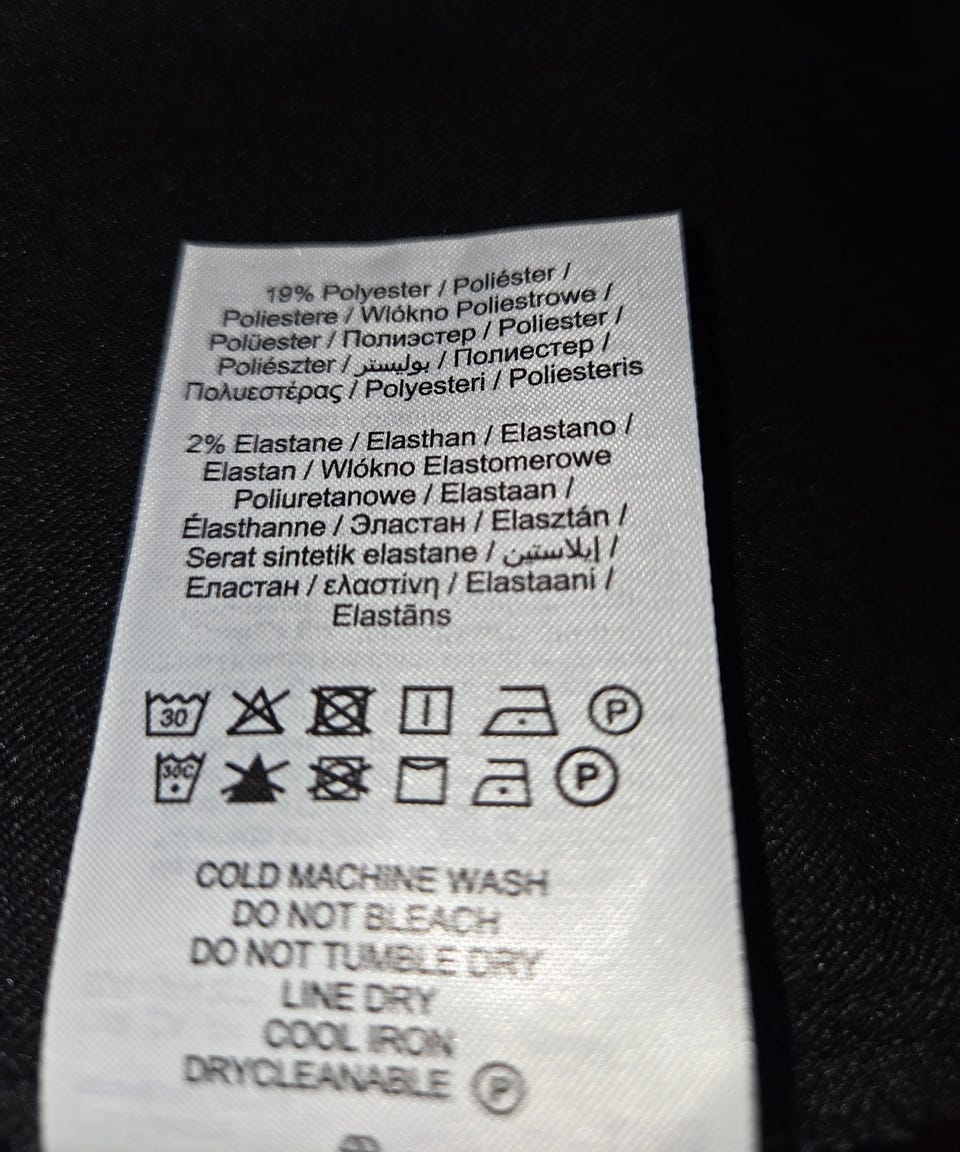 19% Polyester / Poliéster /
Poliestere / Wlókno Poliestrowe /
Polüester / Полиэстер / Poliester /
Poliészter / بوليستر / Полиестер /
Πολυεστέρας / Polyesteri / Poliesteris
2% Elastane / Elasthan / Elastano /
Elastan / Wlókno Elastomerowe
Poliuretanowe / Elastaan /
Élasthanne / Эластан / Elasztán /
Serat sintetik elastane / إيلاستين /
Еластан / ελαστίνη / Elastaani /
Elastāns
30 P
30C P
COLD MACHINE WASH
DO NOT BLEACH
DO NOT TUMBLE DRY
LINE DRY
COOL IRON
DRYCLEANABLE P